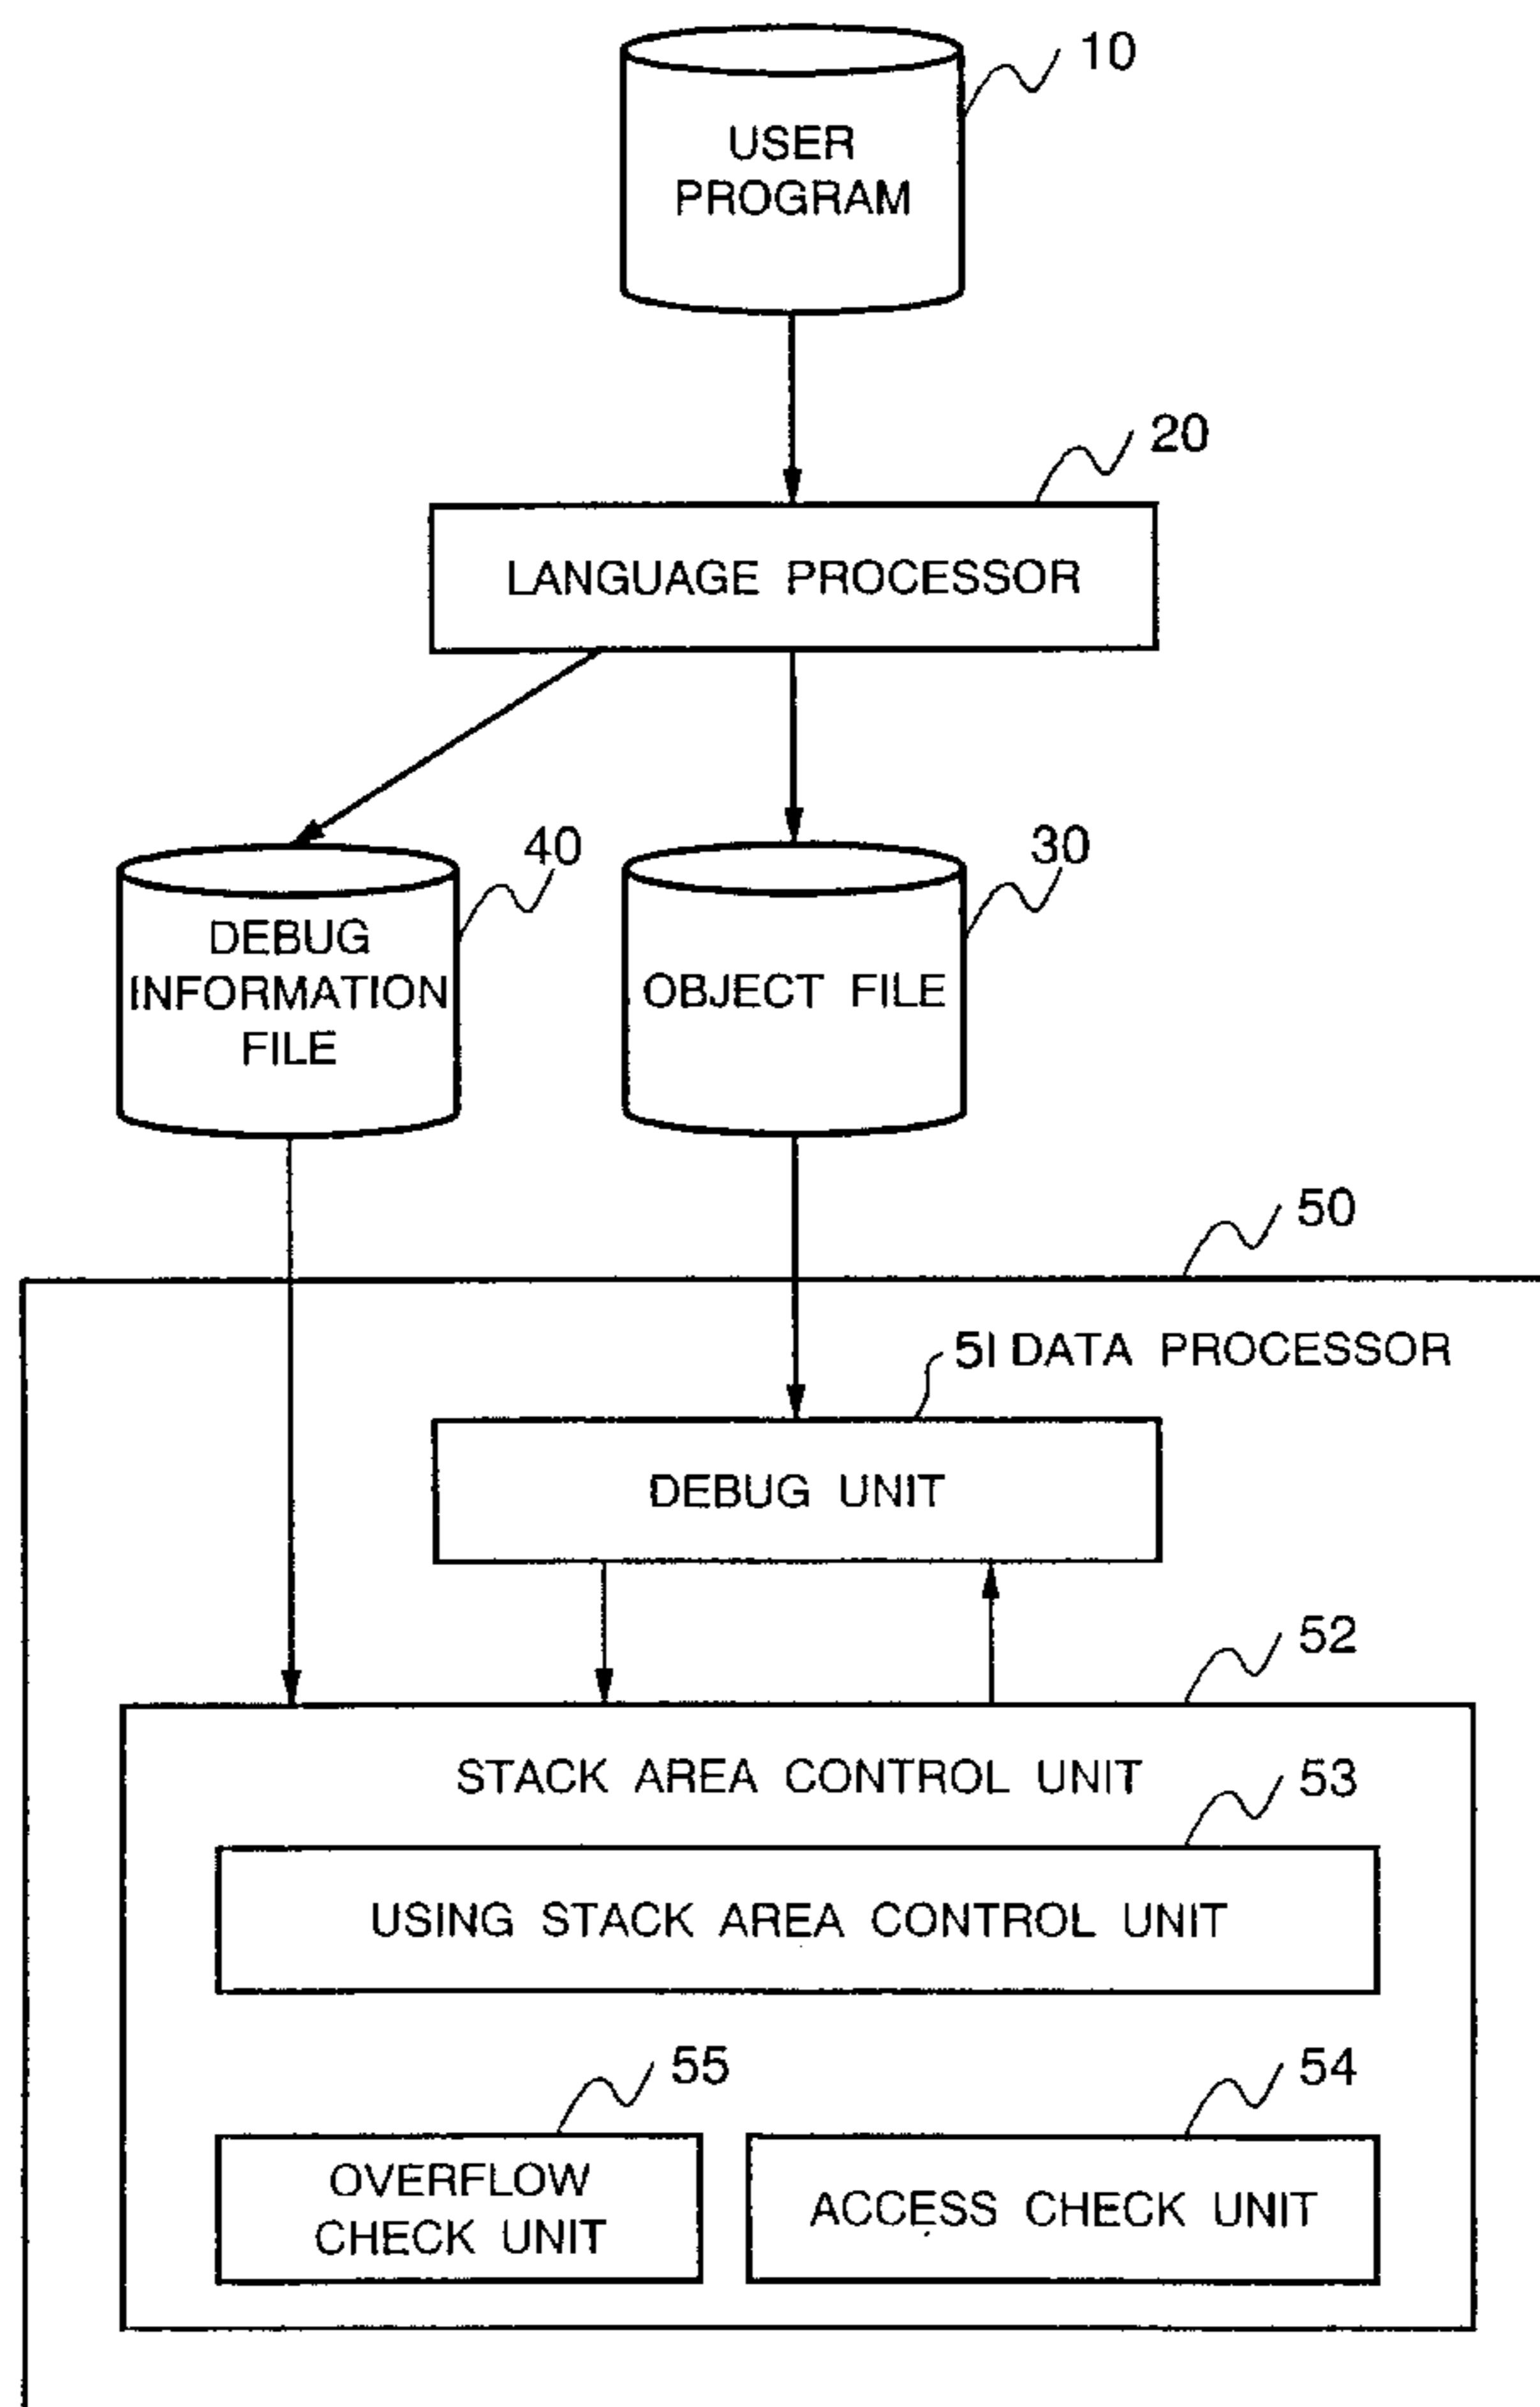 10
USER
PROGRAM
20
LANGUAGE PROCESSOR
40
30
DEBUG
INFORMATION
FILE
OBJECT FILE
50
51 DATA PROCESSOR
DEBUG UNIT
52
STACK AREA CONTROL UNIT
53
USING STACK AREA CONTROL UNIT
55
54
OVERFLOW
CHECK UNIT
ACCESS CHECK UNIT